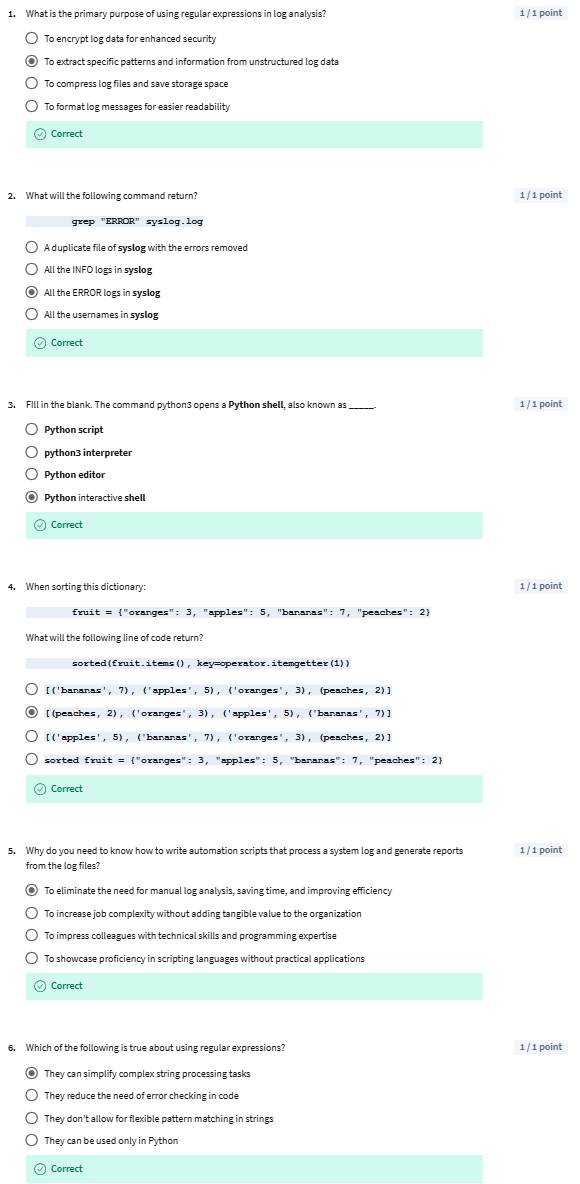 1. What is the primary purpose of using regular expressions in log analysis? 1 / 1 point
To encrypt log data for enhanced security
To extract specific patterns and information from unstructured log data
To compress log files and save storage space
To format log messages for easier readability
Correct
2. What will the following command return? 1 / 1 point
grep "ERROR" syslog.log
A duplicate file of syslog with the errors removed
All the INFO logs in syslog
All the ERROR logs in syslog
All the usernames in syslog
Correct
3. Fill in the blank. The command python3 opens a Python shell, also known as _____. 1 / 1 point
Python script
python3 interpreter
Python editor
Python interactive shell
Correct
4. When sorting this dictionary: 1 / 1 point
fruit = {"oranges": 3, "apples": 5, "bananas": 7, "peaches": 2}
What will the following line of code return?
sorted(fruit.items(), key=operator.itemgetter(1))
[('bananas', 7), ('apples', 5), ('oranges', 3), (peaches, 2)]
[(peaches, 2), ('oranges', 3), ('apples', 5), ('bananas', 7)]
[('apples', 5), ('bananas', 7), ('oranges', 3), (peaches, 2)]
sorted fruit = {"oranges": 3, "apples": 5, "bananas": 7, "peaches": 2}
Correct
5. Why do you need to know how to write automation scripts that process a system log and generate reports 1 / 1 point
from the log files?
To eliminate the need for manual log analysis, saving time, and improving efficiency
To increase job complexity without adding tangible value to the organization
To impress colleagues with technical skills and programming expertise
To showcase proficiency in scripting languages without practical applications
Correct
6. Which of the following is true about using regular expressions? 1 / 1 point
They can simplify complex string processing tasks
They reduce the need of error checking in code
They don't allow for flexible pattern matching in strings
They can be used only in Python
Correct